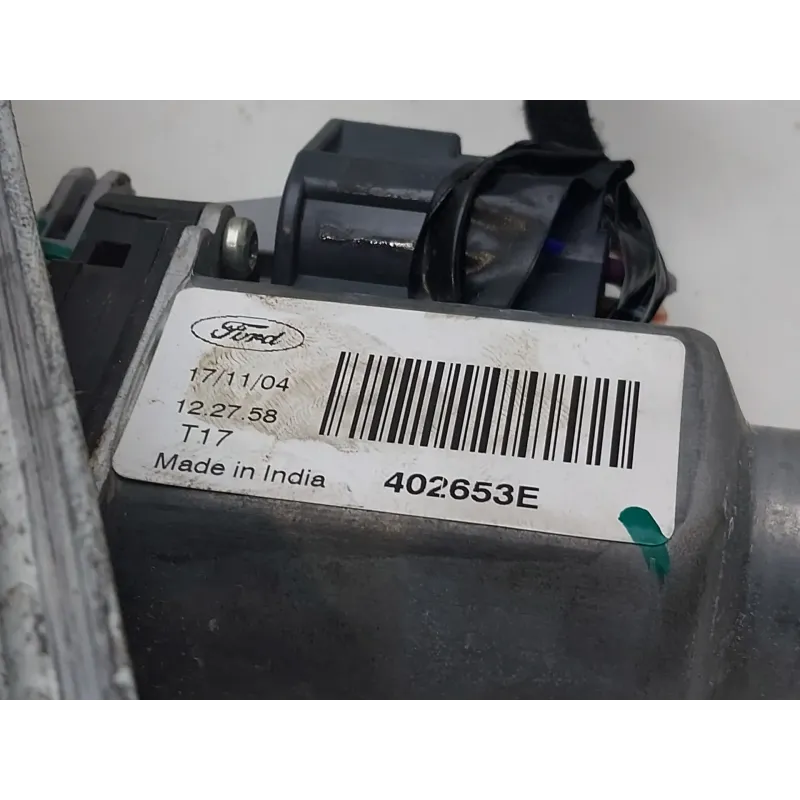 Ford
17/11/04
12.27.58
T17
Made in India
402653E